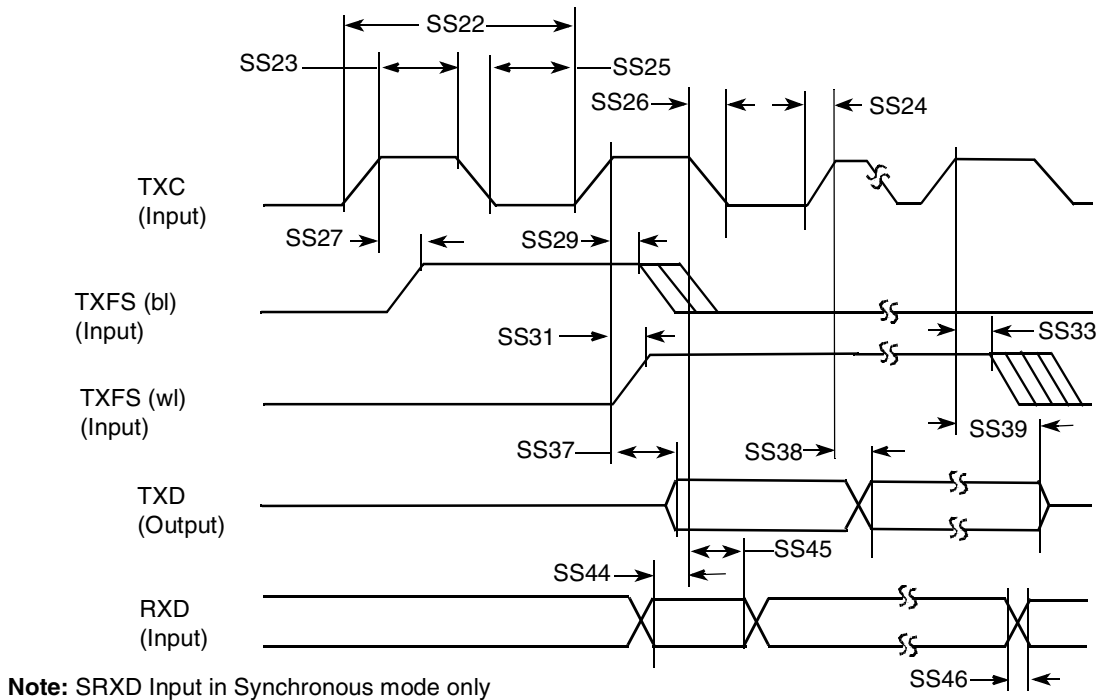 SS22
SS23
SS25
SS26
SS24
TXC
(Input)
SS27
SS29
TXFS (bl)
(Input)
SS31
SS33
TXFS (wl)
(Input)
SS39
SS37
SS38
TXD
(Output)
SS45
SS44
RXD
(Input)
SS46
Note: SRXD Input in Synchronous mode only